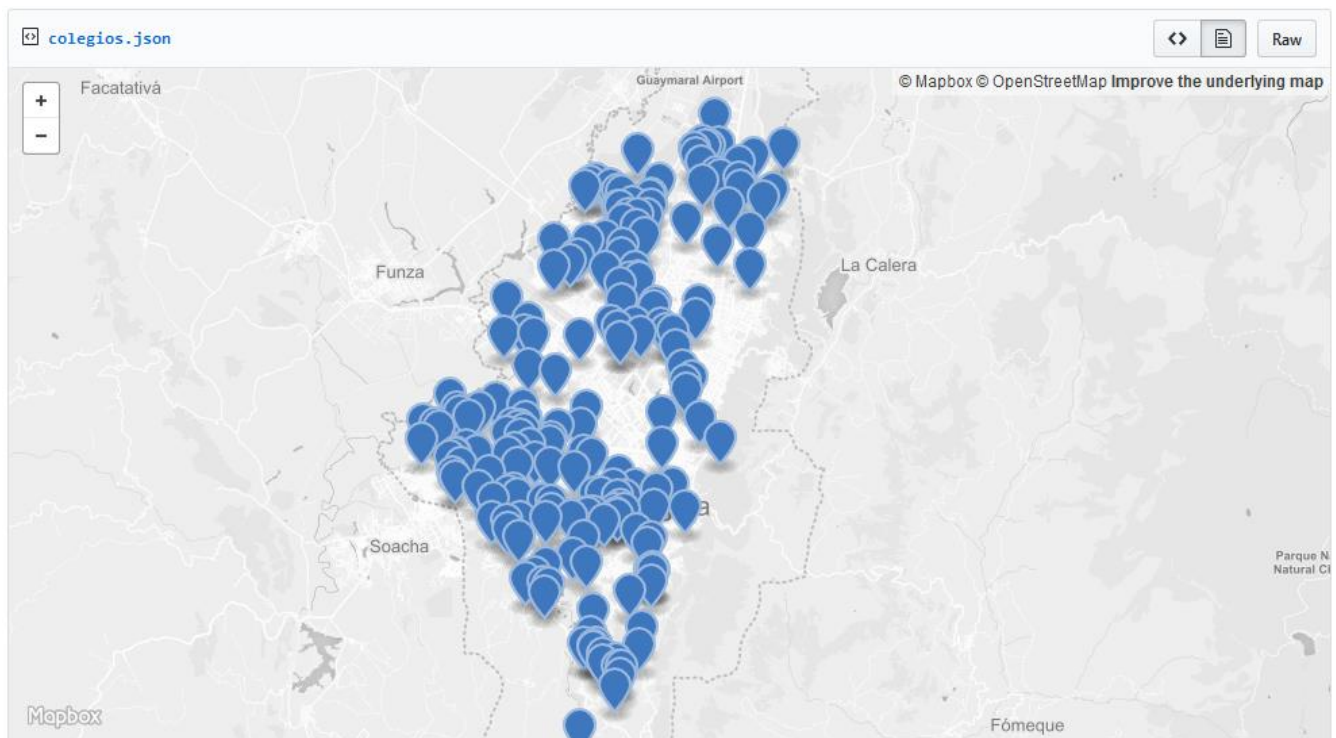 colegios.json
<> Raw
Guaymaral Airport
© Mapbox © OpenStreetMap Improve the underlying map
+
Facatativá
−
La Calera
Funza
Soacha
Parque N
Natural Ch
Mapbox
Fómeque